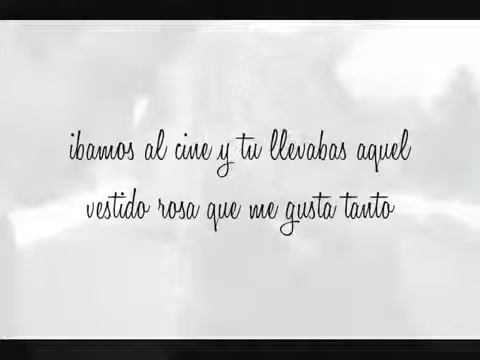 ibamos al cine y tu llevabas aquel
vestido rosa que me gusta tanto